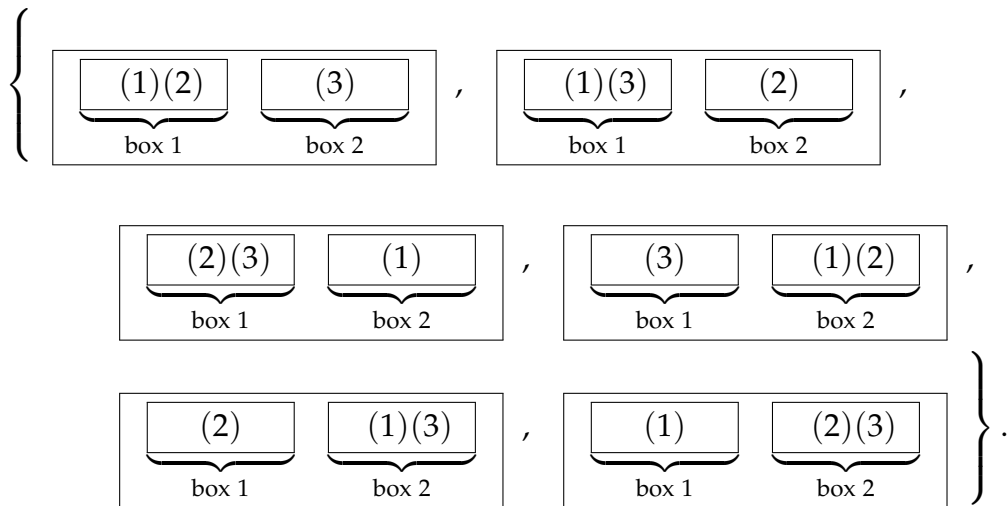 { (1)(2) (3) , (1)(3) (2) ,
box 1 box 2 box 1 box 2
(2)(3) (1) , (3) (1)(2) ,
box 1 box 2 box 1 box 2
(2) (1)(3) , (1) (2)(3) } .
box 1 box 2 box 1 box 2